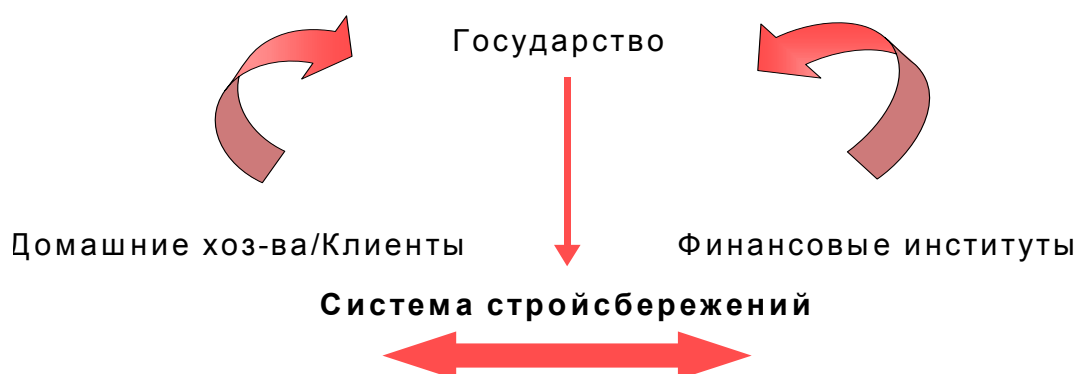 Государство
Домашние хоз-ва/Клиенты
Финансовые институты
Система стройсбережений